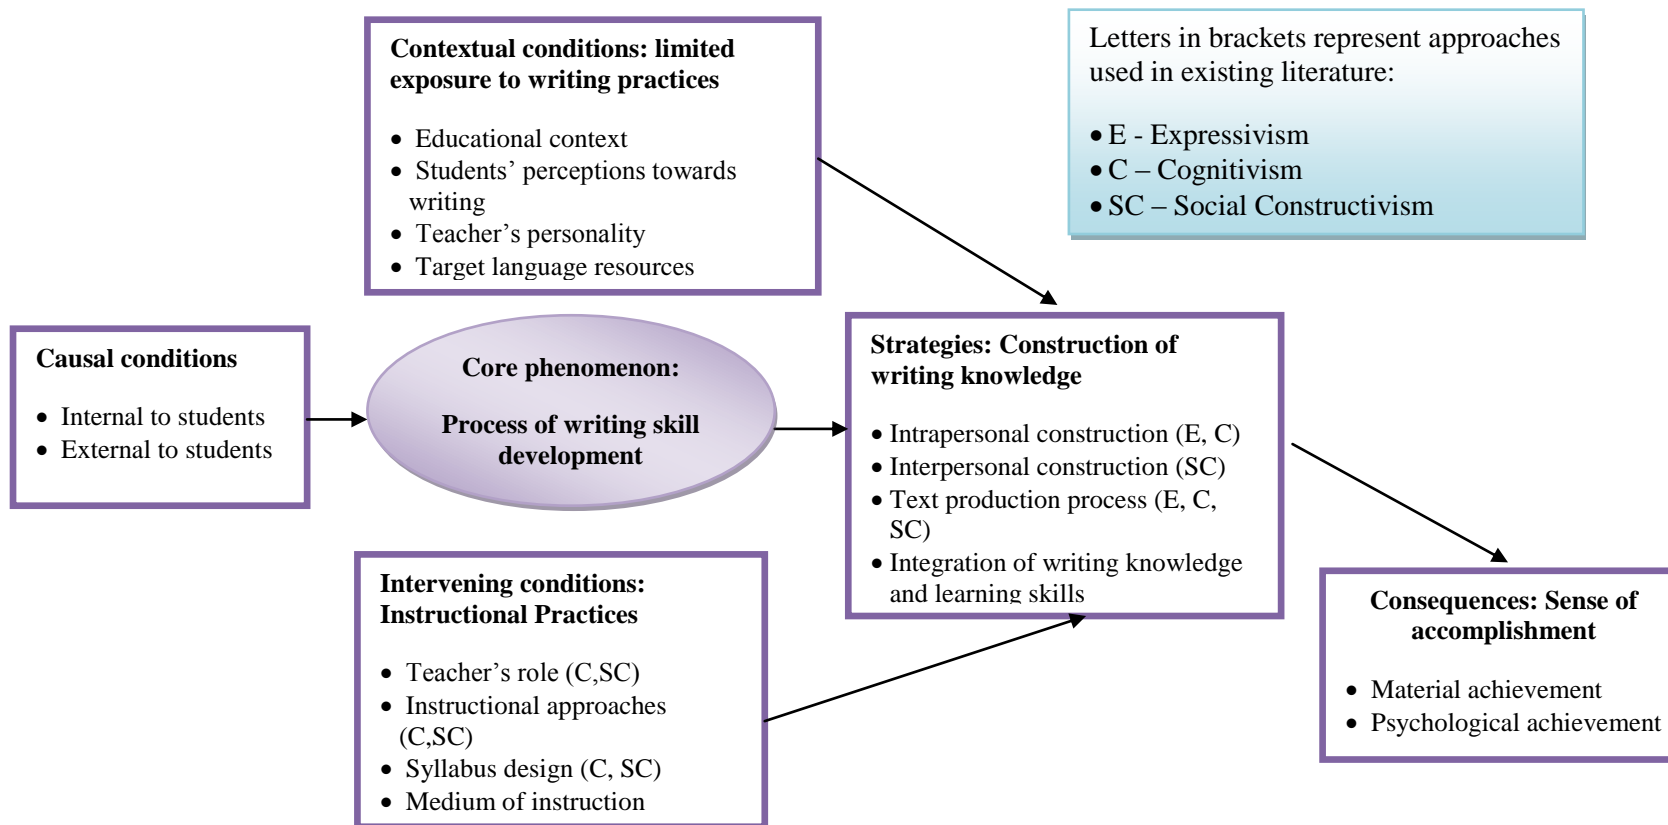 Contextual conditions: limited
exposure to writing practices
• Educational context
• Students’ perceptions towards
writing
• Teacher’s personality
• Target language resources
Letters in brackets represent approaches
used in existing literature:
• E - Expressivism
• C – Cognitivism
• SC – Social Constructivism
Causal conditions
• Internal to students
• External to students
Core phenomenon:
Process of writing skill
development
Strategies: Construction of
writing knowledge
• Intrapersonal construction (E, C)
• Interpersonal construction (SC)
• Text production process (E, C,
SC)
• Integration of writing knowledge
and learning skills
Intervening conditions:
Instructional Practices
• Teacher’s role (C,SC)
• Instructional approaches
(C,SC)
• Syllabus design (C, SC)
• Medium of instruction
Consequences: Sense of
accomplishment
• Material achievement
• Psychological achievement